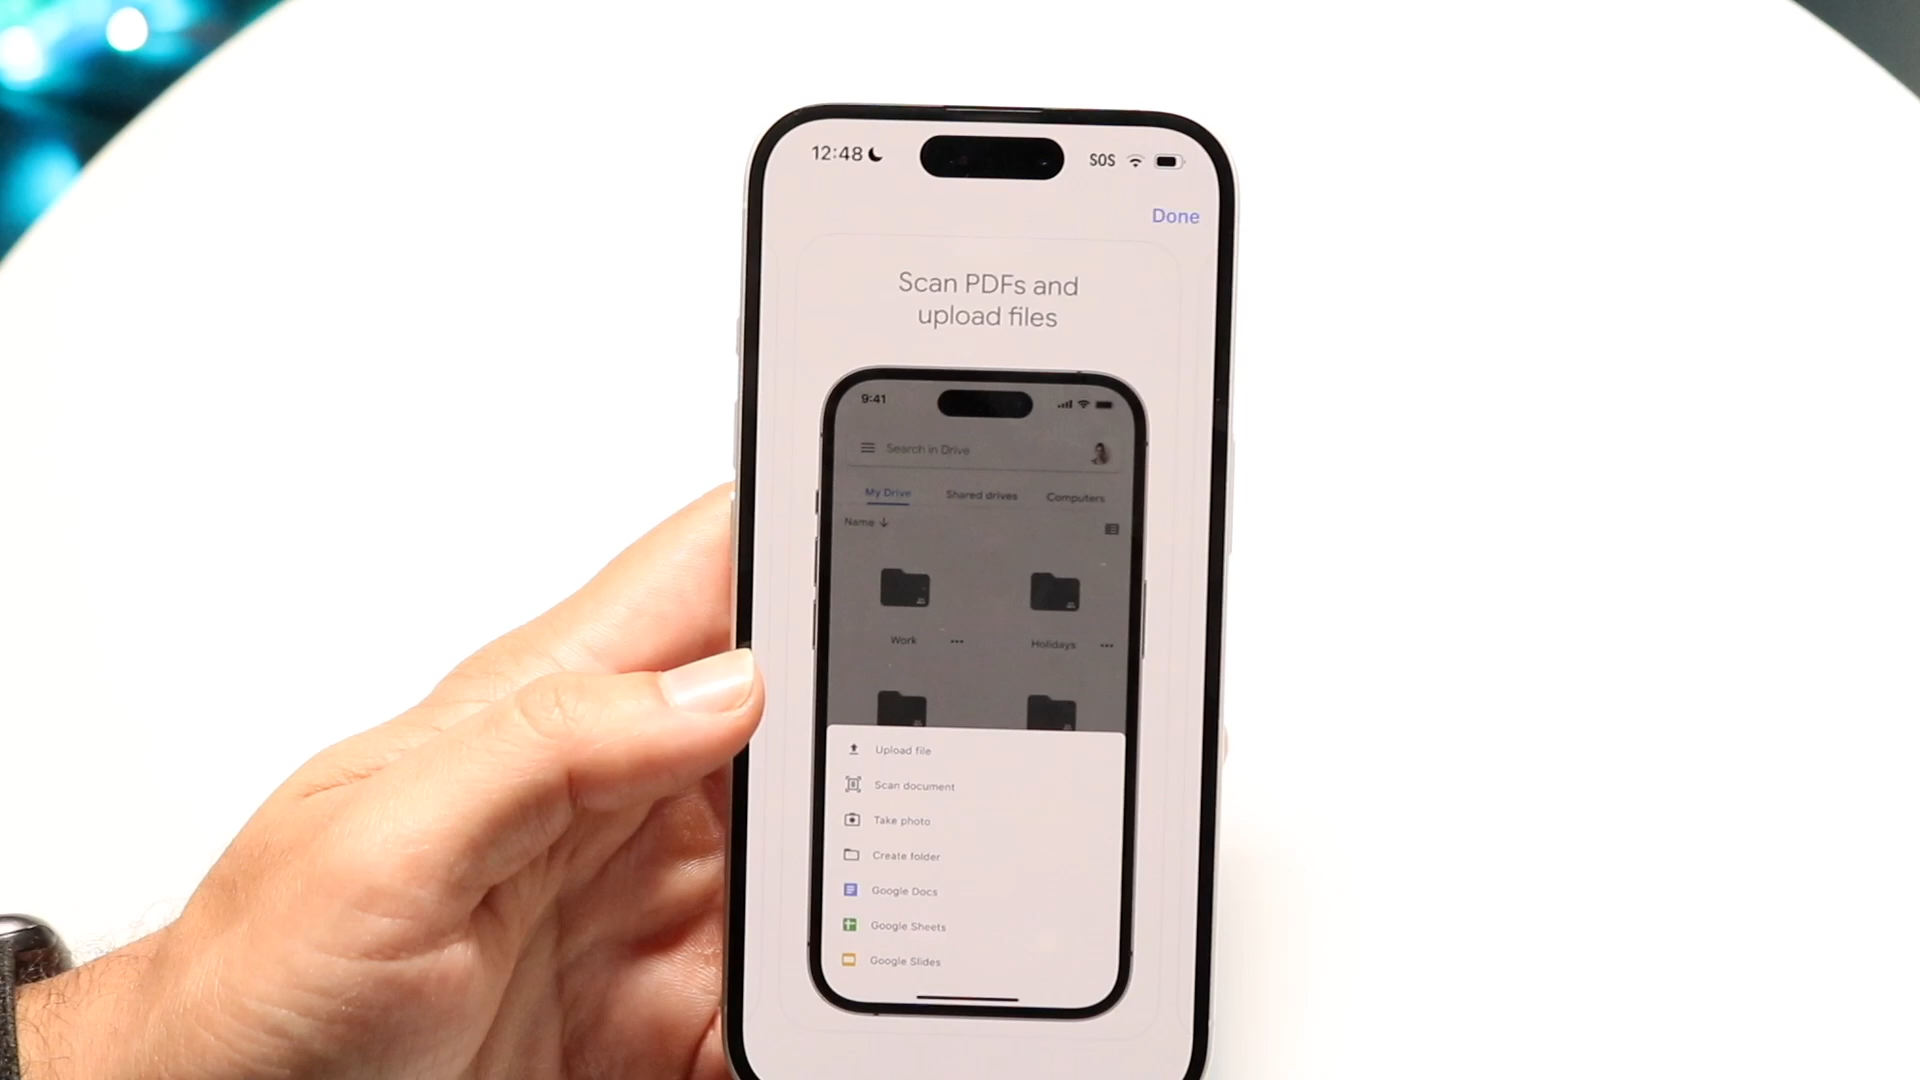 12:48 SOS
Done
Scan PDFs and
upload files
9:41
Search in Drive
My Drive Shared drives Computers
Name
Work Holidays
Upload file
Scan document
Take photo
Create folder
Google Docs
Google Sheets
Google Slides